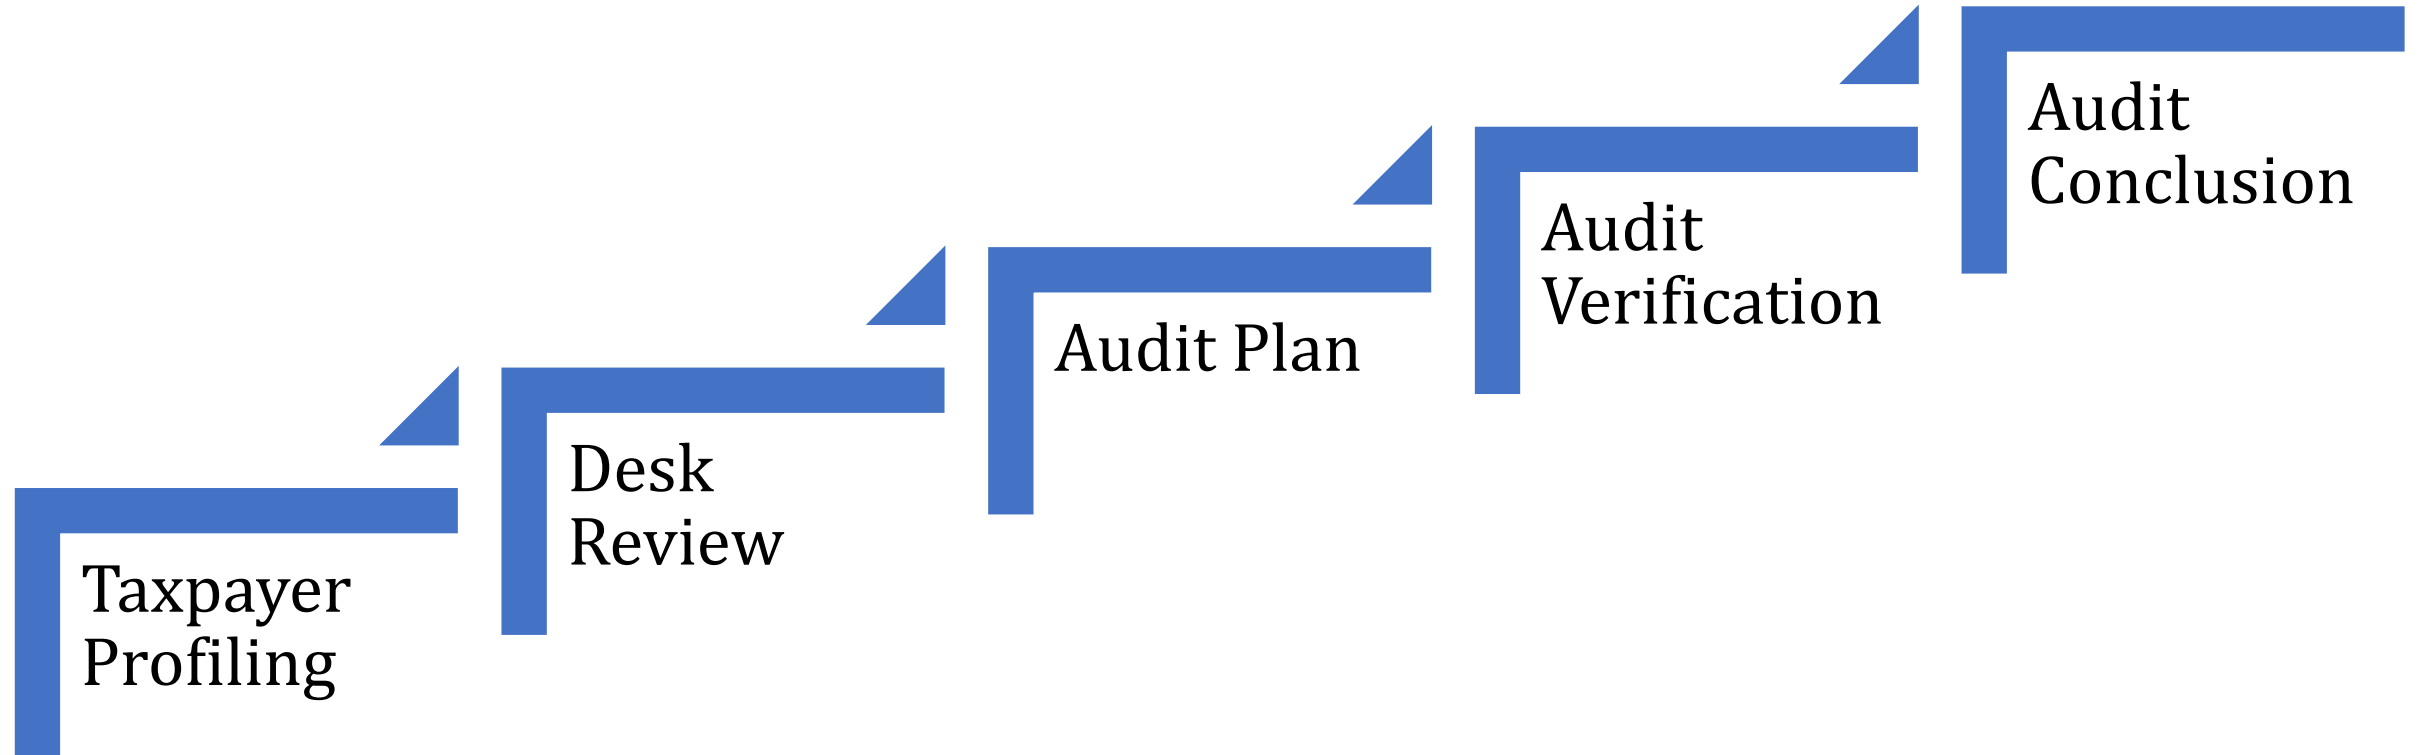 Taxpayer
Profiling
Desk
Review
Audit Plan
Audit
Verification
Audit
Conclusion